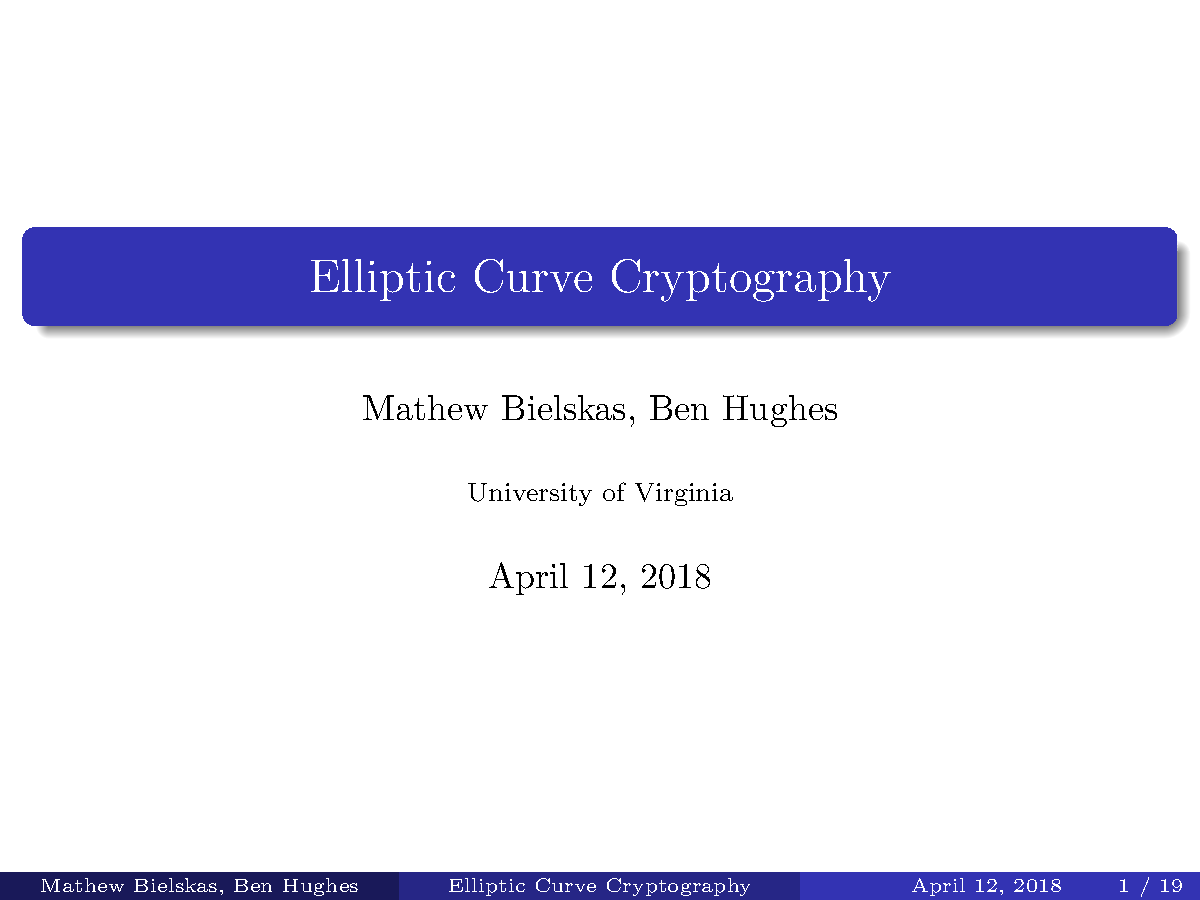 Elliptic Curve Cryptography
Mathew Bielskas, Ben Hughes
University of Virginia
April 12, 2018
Mathew Bielskas, Ben Hughes Elliptic Curve Cryptography April 12, 2018 1 / 19